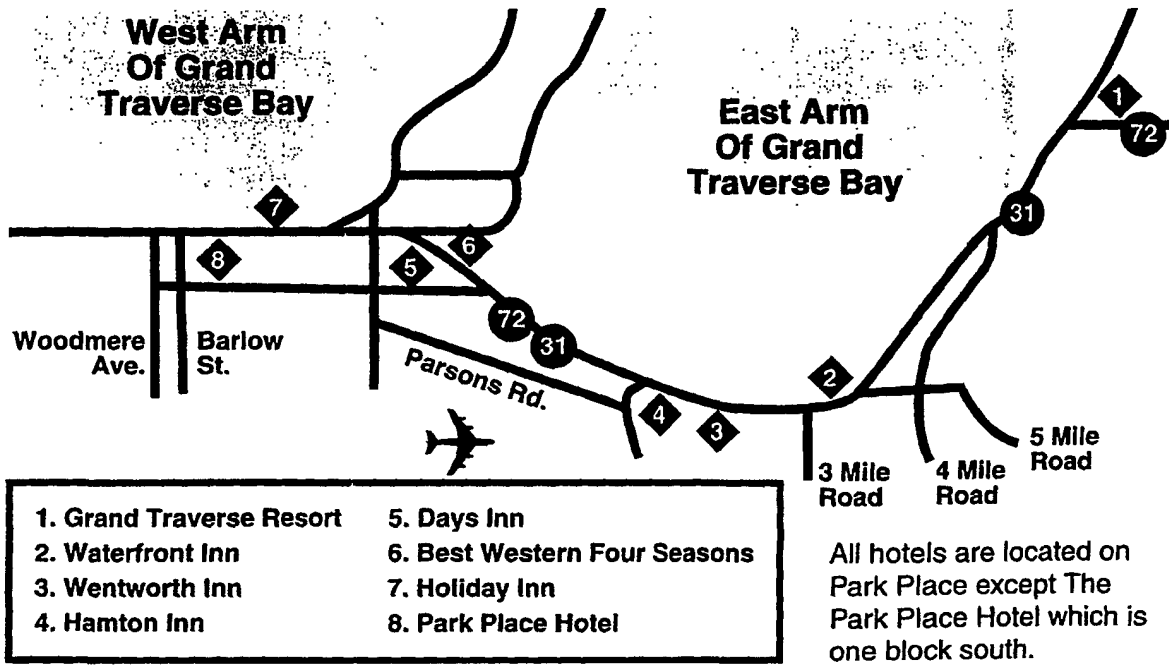 West Arm
Of Grand
Traverse Bay
East Arm
Of Grand
Traverse Bay
1
72
31
7
8
5
6
72
31
Woodmere
Ave.
Barlow
St.
Parsons Rd.
4
3
2
3 Mile
Road
4 Mile
Road
5 Mile
Road
1. Grand Traverse Resort
2. Waterfront Inn
3. Wentworth Inn
4. Hamton Inn
5. Days Inn
6. Best Western Four Seasons
7. Holiday Inn
8. Park Place Hotel
All hotels are located on
Park Place except The
Park Place Hotel which is
one block south.